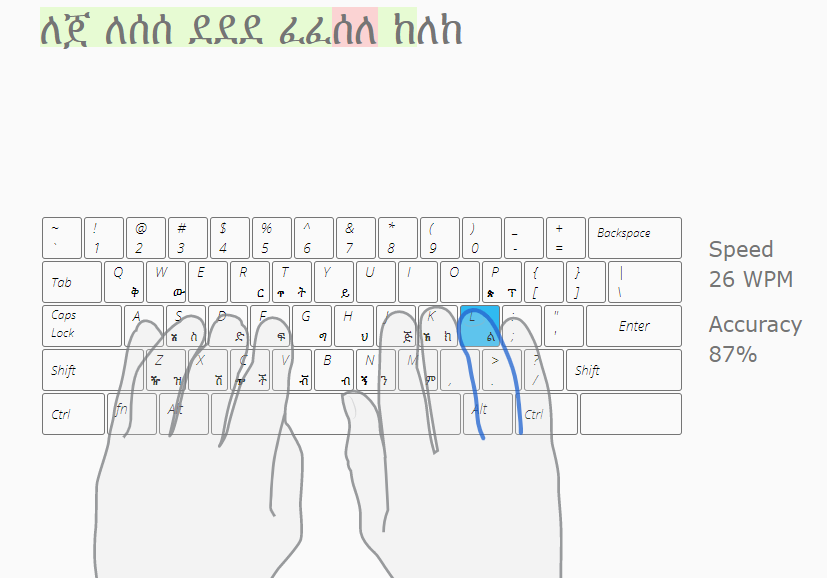 ለጀ ለሰሰ ደደደ ፈፈሰለ ከለከ
~ ! @ # $ % ^ & * ( ) _ + Backspace
` 1 2 3 4 5 6 7 8 9 0 - =
Tab Q ቅ W ው E R ር T ጥ ት Y ይ U I O P ጵ ፕ { [ } ] | \
Caps Lock A S ስ D ድ F ፍ G ግ H ህ J ጅ K ኽ ክ L ል : ; " ' Enter
Shift Z ዥ ዝ X ሽ C ጭ ች V ቭ B ብ N ኝ ን M ም , > . ? / Shift
Ctrl fn Alt Alt Ctrl
Speed
26 WPM
Accuracy
87%